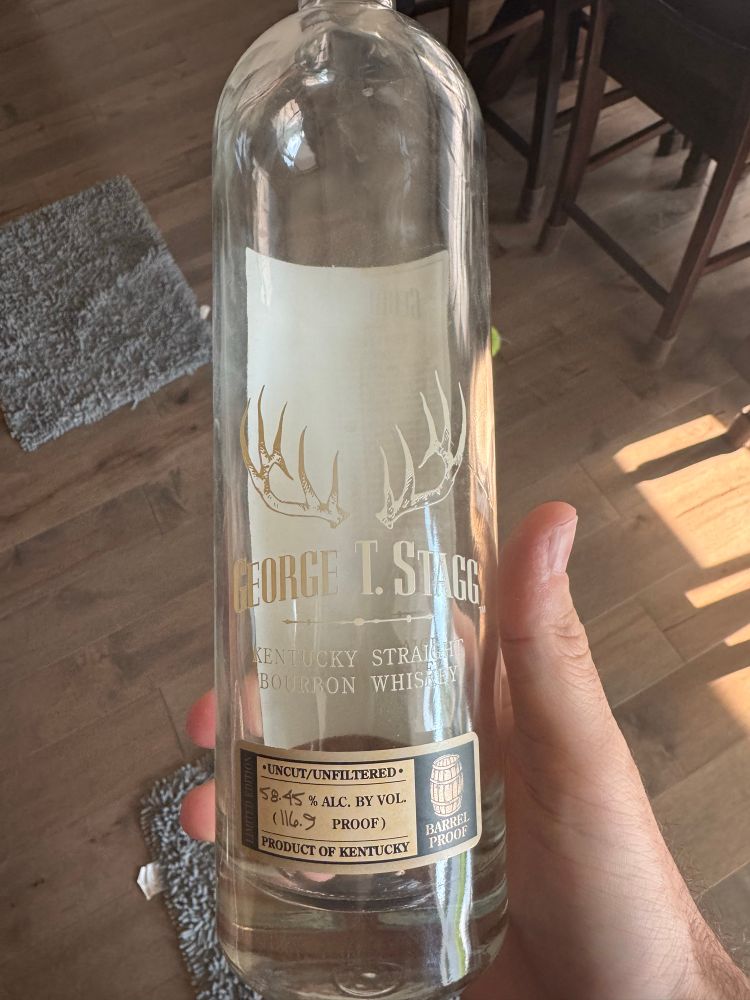 GEORGE T. STAGG
KENTUCKY STRAIGHT
BOURBON WHISKEY
LIMITED EDITION
• UNCUT/UNFILTERED •
58.45 % ALC. BY VOL.
(116.9 PROOF)
PRODUCT OF KENTUCKY
BARREL
PROOF